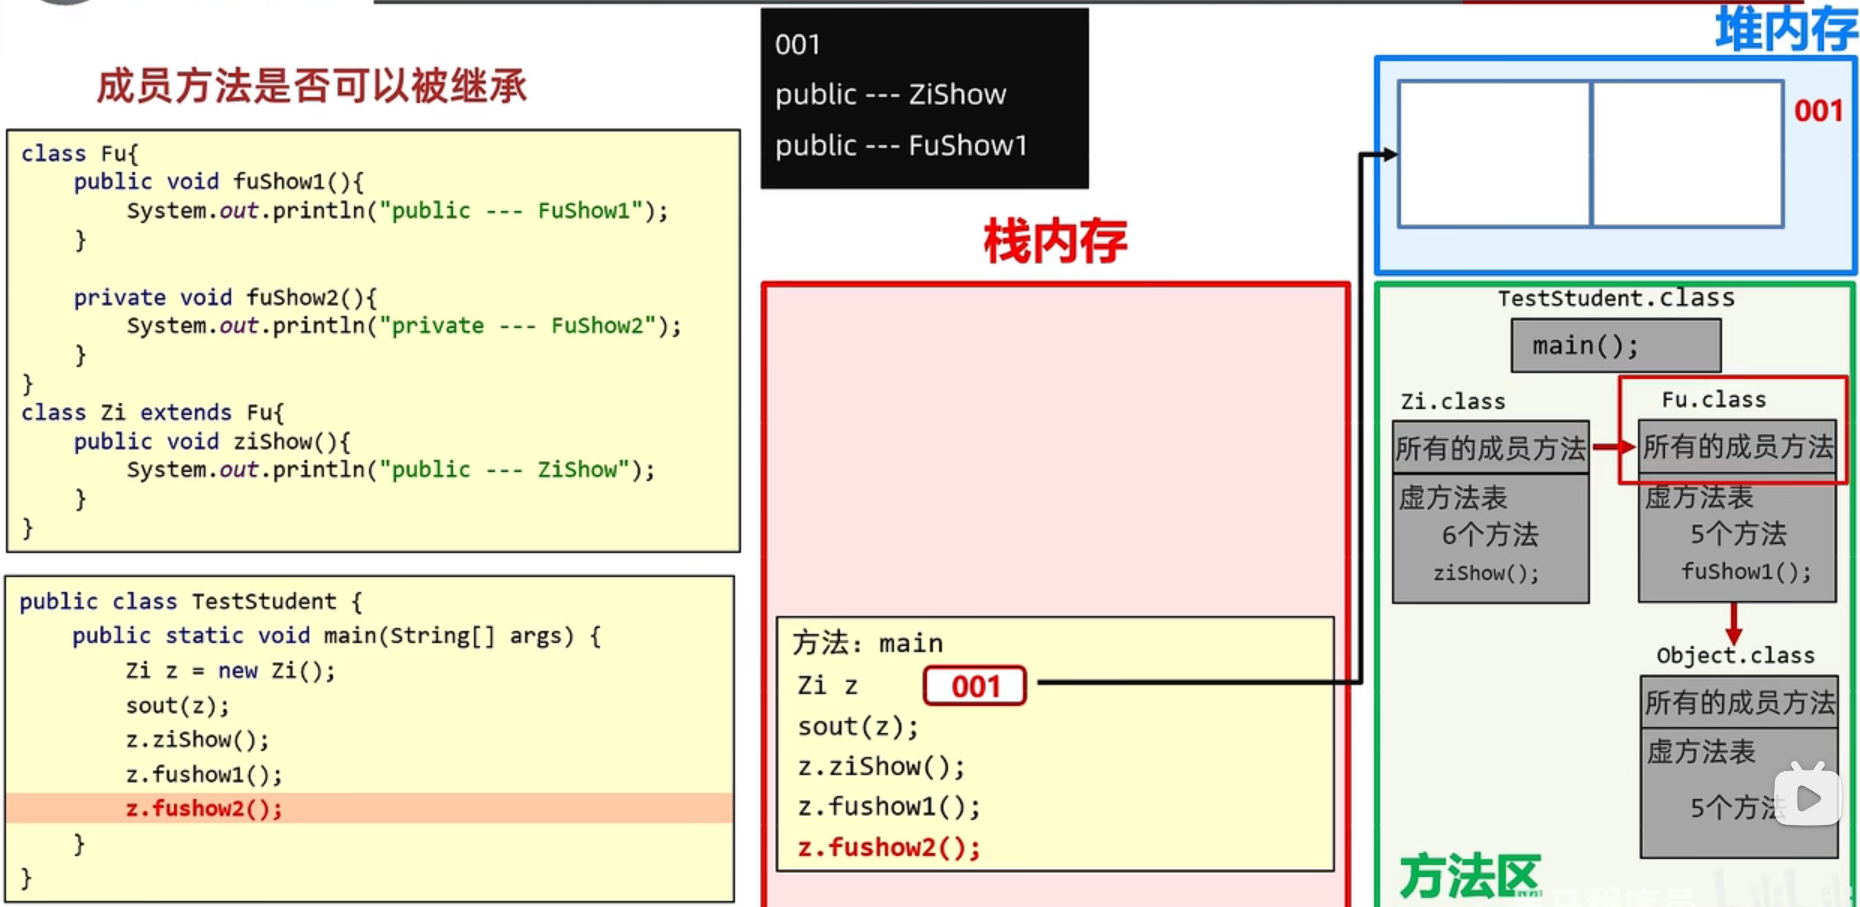 成员方法是否可以被继承
class Fu{
public void fuShow1(){
System.out.println("public --- FuShow1");
}
private void fuShow2(){
System.out.println("private --- FuShow2");
}
}
class Zi extends Fu{
public void ziShow(){
System.out.println("public --- ZiShow");
}
}
public class TestStudent {
public static void main(String[] args) {
Zi z = new Zi();
sout(z);
z.ziShow();
z.fushow1();
z.fushow2();
}
}
001
public --- ZiShow
public --- FuShow1
栈内存
方法：main
Zi z 001
sout(z);
z.ziShow();
z.fushow1();
z.fushow2();
堆内存
001
TestStudent.class
main();
Zi.class
所有的成员方法
虚方法表
6个方法
ziShow();
Fu.class
所有的成员方法
虚方法表
5个方法
fuShow1();
Object.class
所有的成员方法
虚方法表
5个方法
方法区